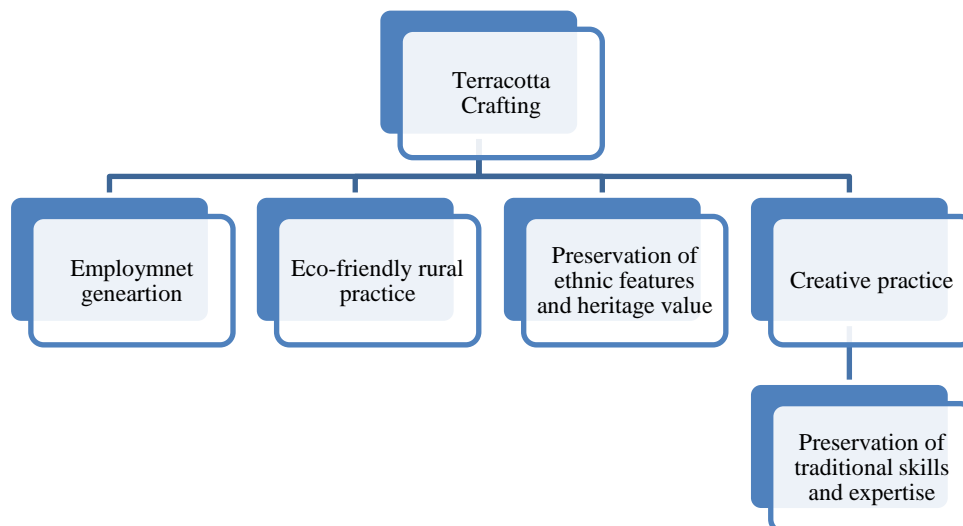 Terracotta
Crafting
Employmnet
geneartion
Eco-friendly rural
practice
Preservation of
ethnic features
and heritage value
Creative practice
Preservation of
traditional skills
and expertise